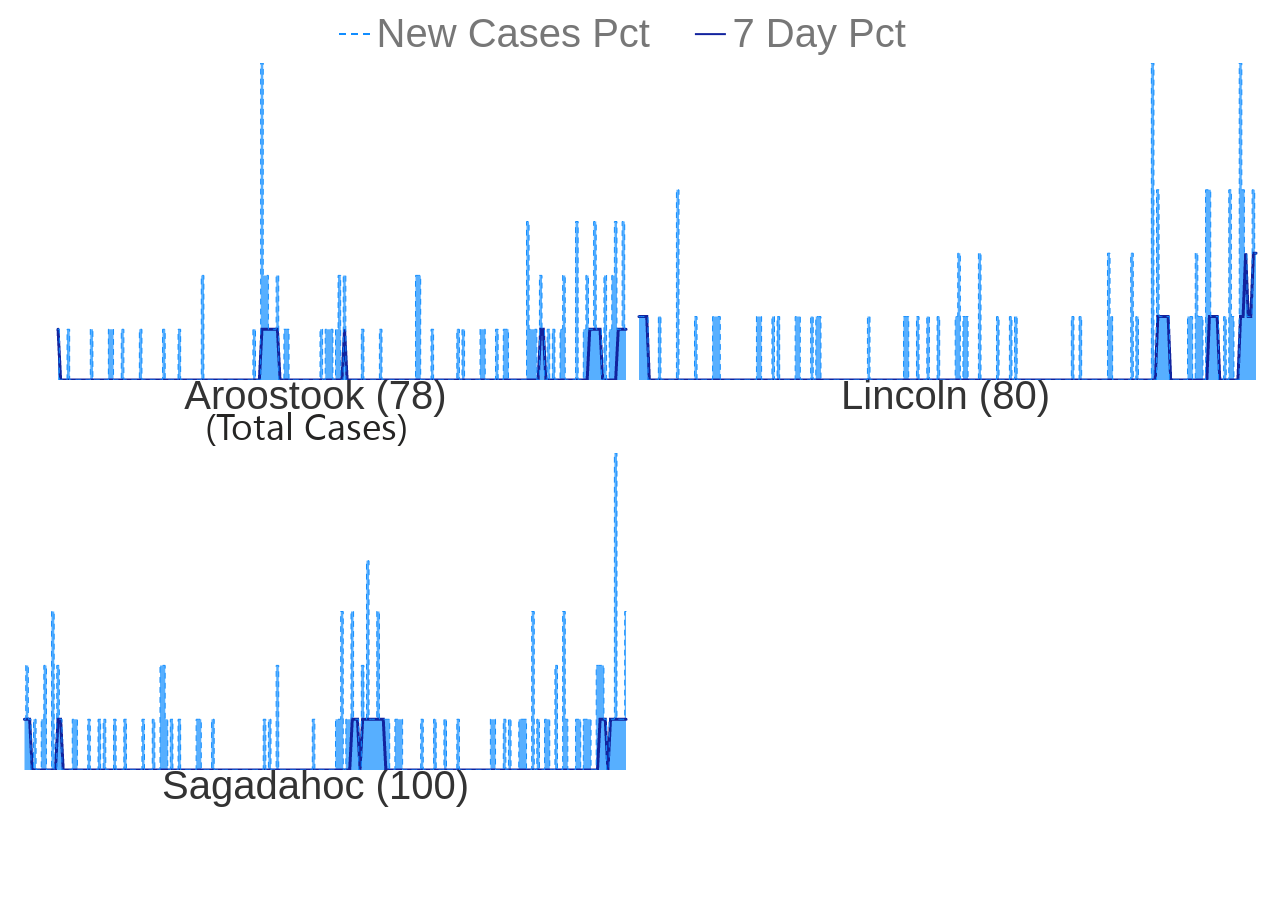 New Cases Pct 7 Day Pct
Aroostook (78) Lincoln (80)
(Total Cases)
Sagadahoc (100)